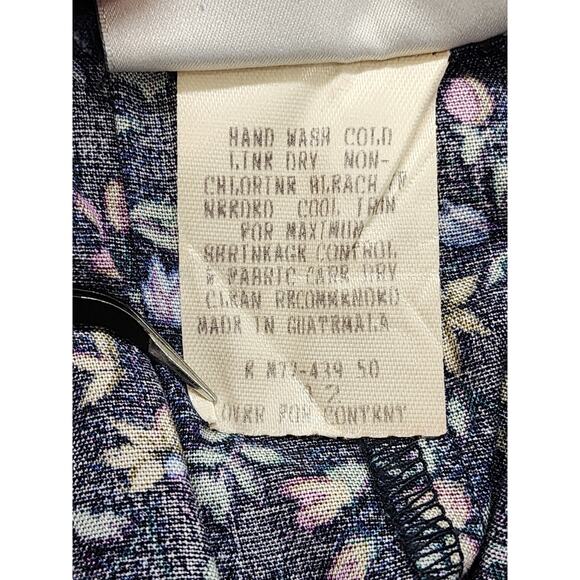 HAND WASH COLD
LINE DRY NON-
CHLORINE BLEACH IF
NEEDED COOL IRON
FOR MAXIMUM
SHRINKAGE CONTROL
& FABRIC CARE DRY
CLEAN RECOMMENDED
MADE IN GUATEMALA
N77-439 50
OVER FOR CONTENT